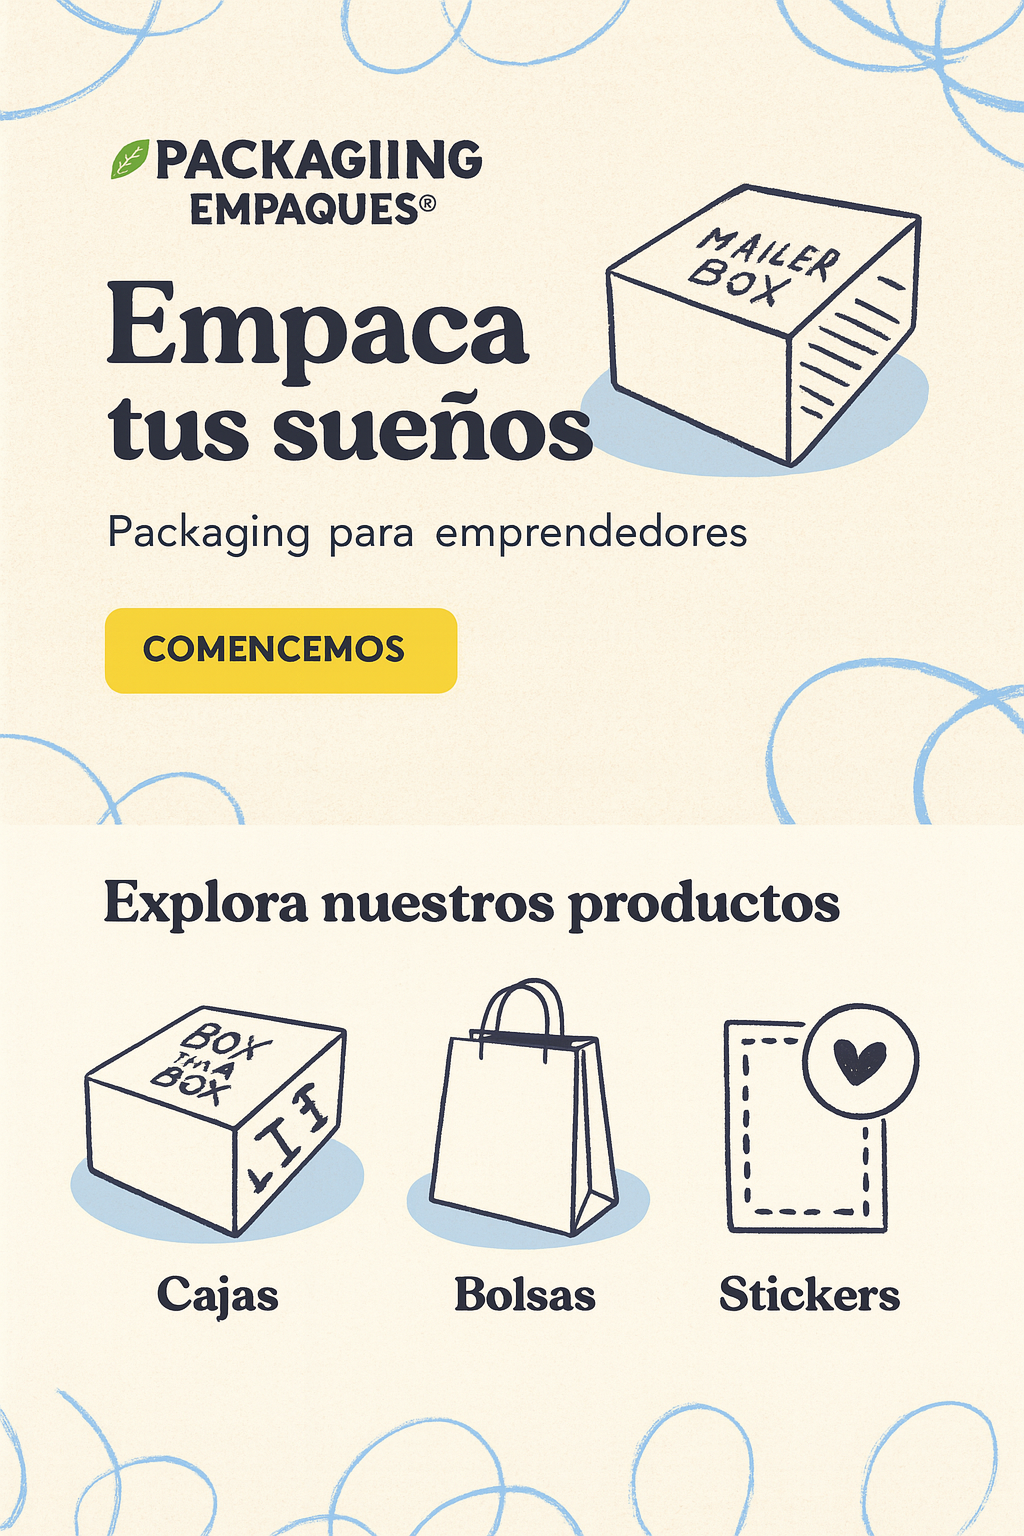 PACKAGIING
EMPAQUES®
MAILER
BOX
Empaca
tus sueños
Packaging para emprendedores
COMENCEMOS
Explora nuestros productos
BOX
BOX
Cajas
Bolsas
Stickers